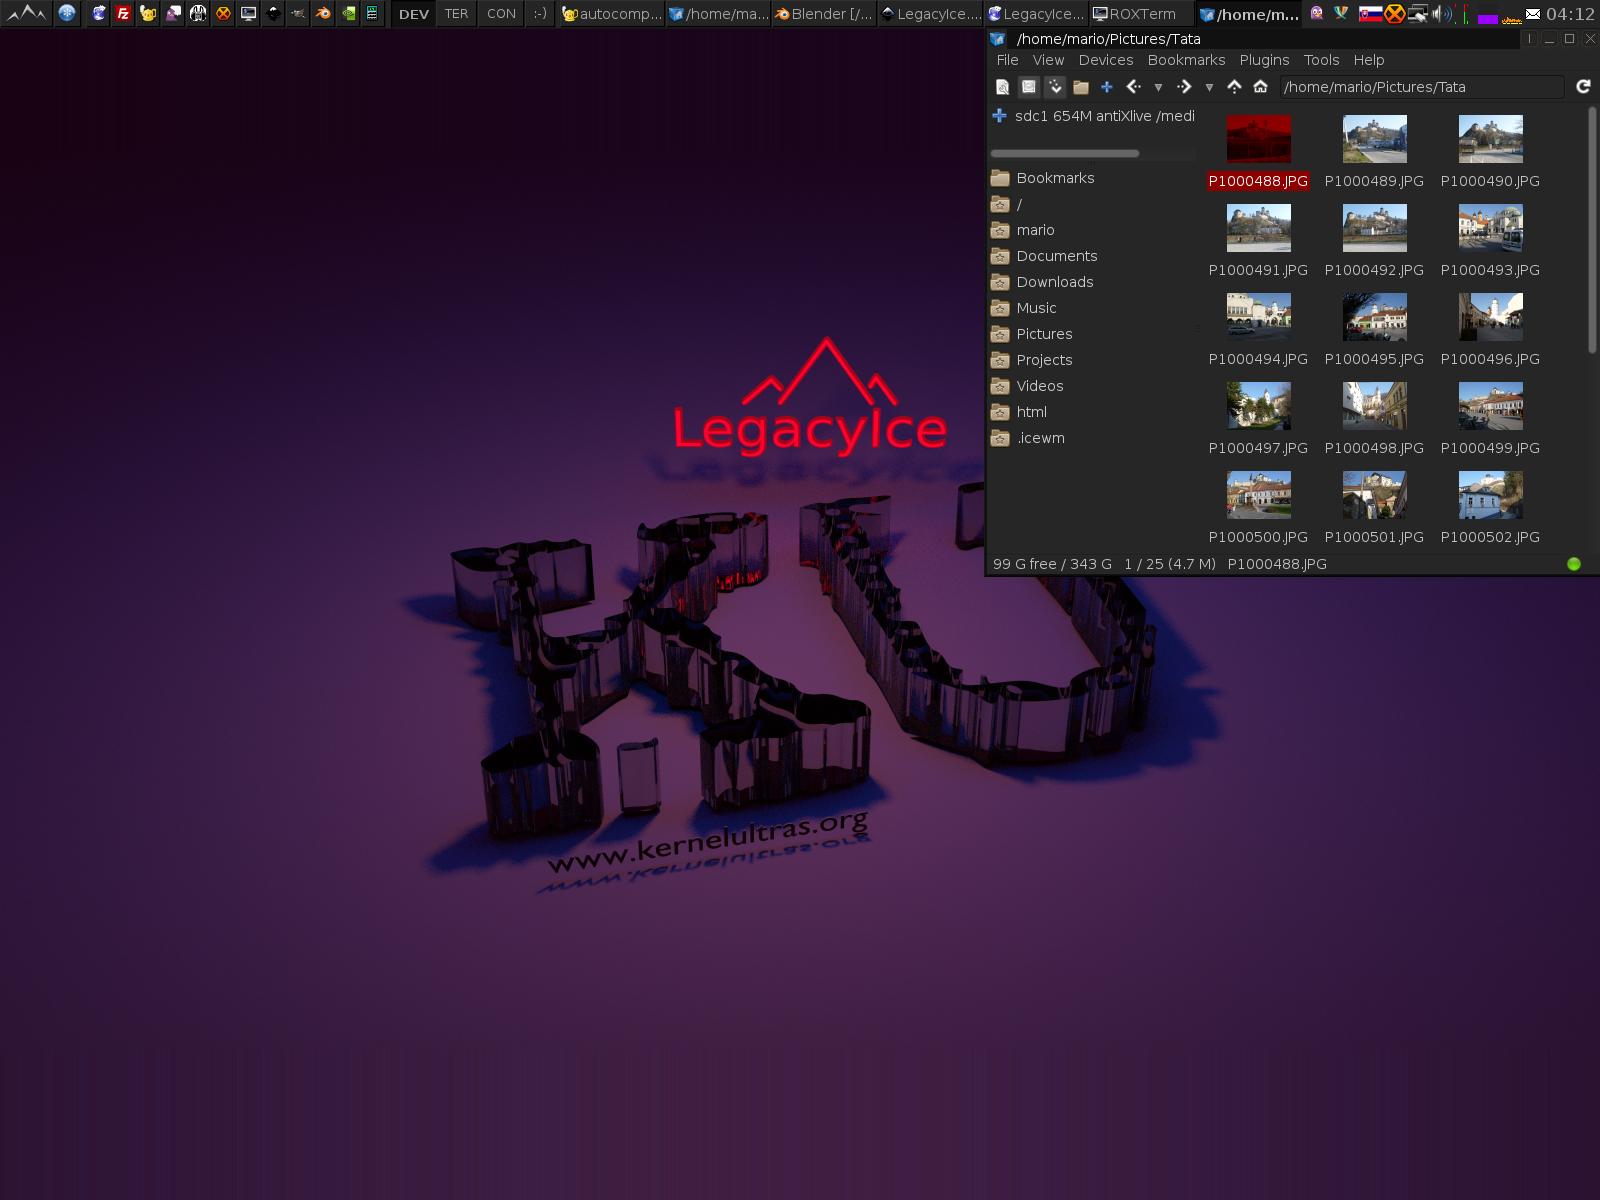 DEV TER CON :-) autocomp... /home/ma... Blender [/... LegacyIce.... LegacyIce... ROXTerm /home/m... 04:12
/home/mario/Pictures/Tata
File View Devices Bookmarks Plugins Tools Help
/home/mario/Pictures/Tata
sdc1 654M antiXlive /medi
Bookmarks
/
mario
Documents
Downloads
Music
Pictures
Projects
Videos
html
.icewm
P1000488.JPG P1000489.JPG P1000490.JPG
P1000491.JPG P1000492.JPG P1000493.JPG
P1000494.JPG P1000495.JPG P1000496.JPG
P1000497.JPG P1000498.JPG P1000499.JPG
P1000500.JPG P1000501.JPG P1000502.JPG
99 G free / 343 G 1 / 25 (4.7 M) P1000488.JPG
LegacyIce
KU
www.kernelultras.org